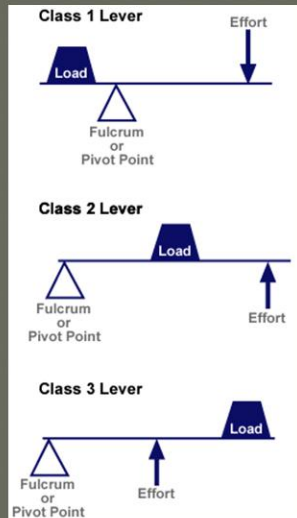 Class 1 Lever
Effort
Load
Fulcrum
or
Pivot Point
Class 2 Lever
Load
Fulcrum
or
Pivot Point
Effort
Class 3 Lever
Load
Fulcrum
or
Pivot Point
Effort